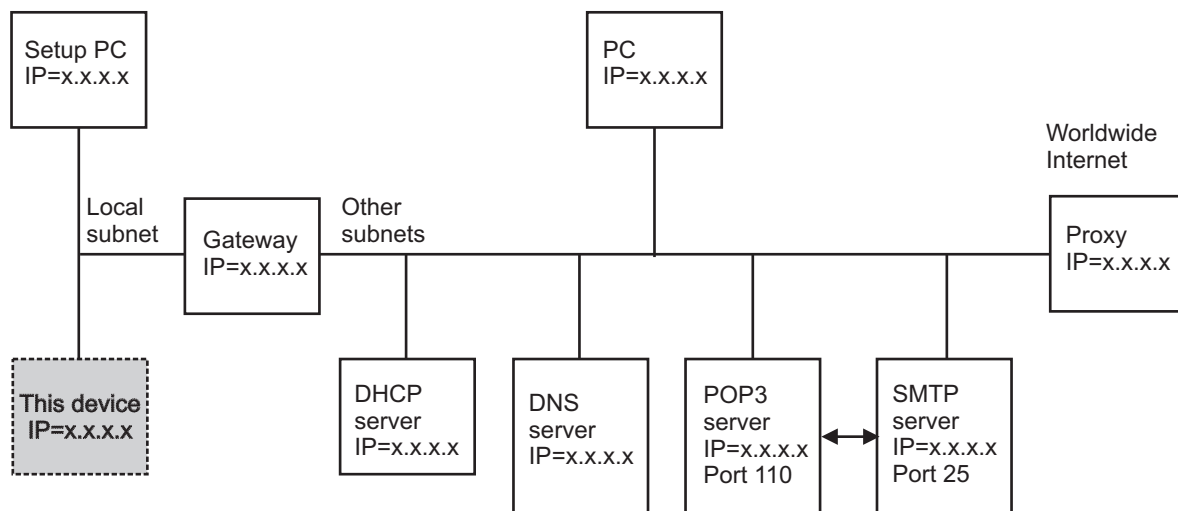 Setup PC
IP=x.x.x.x
PC
IP=x.x.x.x
Worldwide
Internet
Local
subnet
Gateway
IP=x.x.x.x
Other
subnets
Proxy
IP=x.x.x.x
This device
IP=x.x.x.x
DHCP
server
IP=x.x.x.x
DNS
server
IP=x.x.x.x
POP3
server
IP=x.x.x.x
Port 110
SMTP
server
IP=x.x.x.x
Port 25